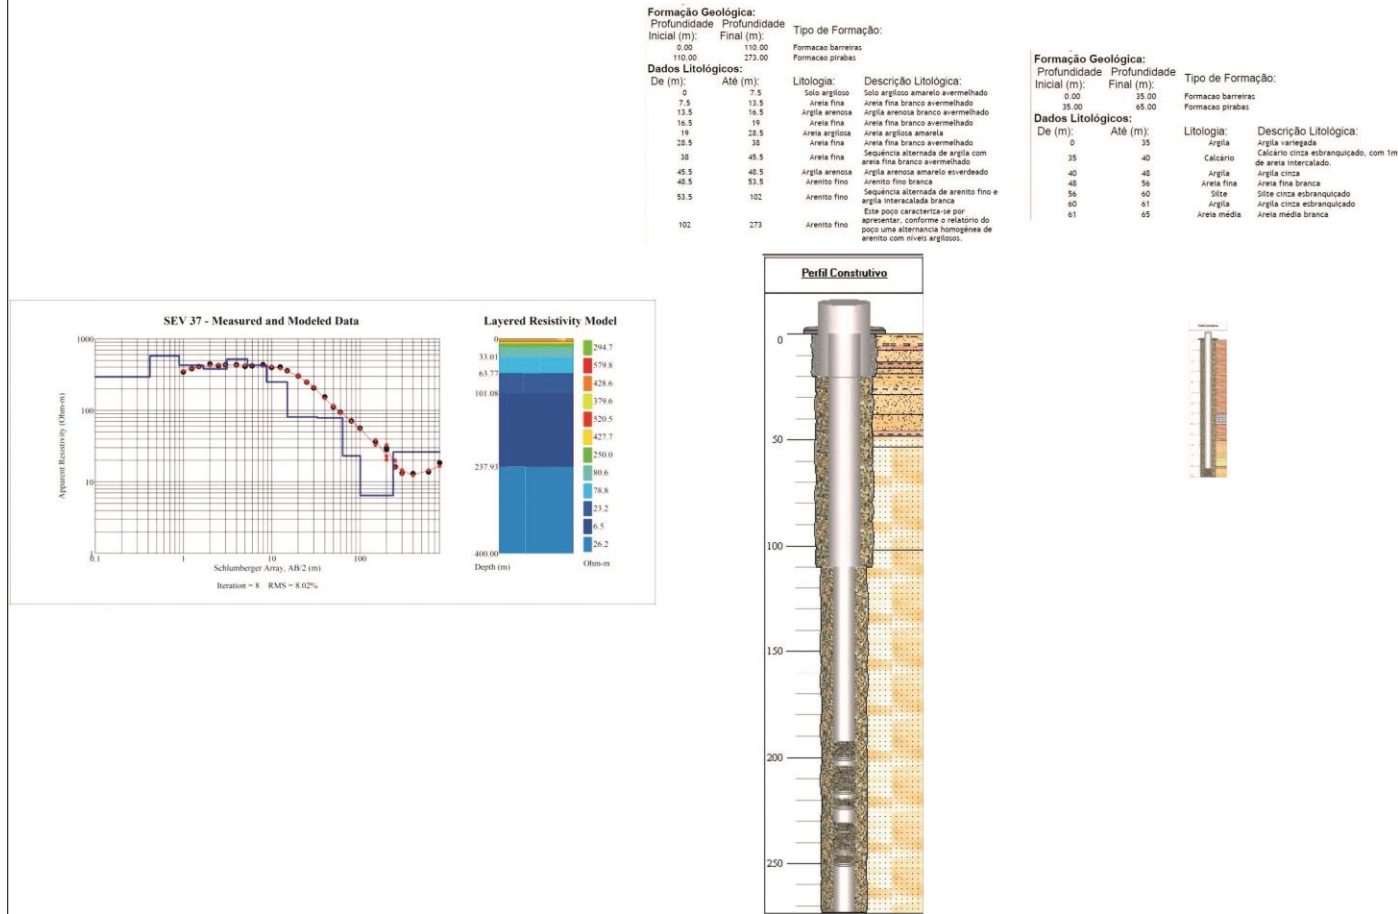 Formação Geológica:
Profundidade Profundidade Tipo de Formação:
Inicial (m): Final (m):
0.00 110.00 Formacao barreiras
110.00 273.00 Formacao pirabas
Dados Litológicos:
De (m): Até (m): Litologia: Descrição Litológica:
0 7.5 Solo argiloso Solo argiloso amarelo avermelhado
7.5 13.5 Areia fina Areia fina branco avermelhado
13.5 16.5 Argila arenosa Argila arenosa branco avermelhado
16.5 19 Areia fina Areia fina branco avermelhado
19 28.5 Areia argilosa Areia argilosa amarela
28.5 38 Areia fina Areia fina branco avermelhado
38 45.5 Areia fina Sequência alternada de argila com
areia fina branco avermelhado
45.5 48.5 Argila arenosa Argila arenosa amarelo esverdeado
48.5 53.5 Arenito fino Arenito fino branca
53.5 102 Arenito fino Sequência alternada de arenito fino e
argila interacalada branca
102 273 Arenito fino Este poço caracteriza-se por
apresentar, conforme o relatório do
poço uma alternancia homogênea de
arenito com níveis argilosos.
Formação Geológica:
Profundidade Profundidade Tipo de Formação:
Inicial (m): Final (m):
0.00 35.00 Formacao barreiras
35.00 65.00 Formacao pirabas
Dados Litológicos:
De (m): Até (m): Litologia: Descrição Litológica:
0 35 Argila Argila variegada
35 40 Calcário Calcário cinza esbranquiçado, com 1m
de areia intercalado.
40 48 Argila Argila cinza
48 56 Areia fina Areia fina branca
56 60 Silte Silte cinza esbranquiçado
60 61 Argila Argila cinza esbranquiçado
61 65 Areia média Areia média branca
SEV 37 - Measured and Modeled Data
Apparent Resistivity (Ohm-m)
1000
100
10
1
0.1 1 10 100
Schlumberger Array, AB/2 (m)
Iteration = 8 RMS = 8.02%
Layered Resistivity Model
0
33.01
63.77
101.08
237.93
400.00
Depth (m)
294.7
579.8
428.6
379.6
520.5
427.7
250.0
80.6
78.8
23.2
6.5
26.2
Ohm-m
Perfil Construtivo
0
50
100
150
200
250
Perfil Construtivo